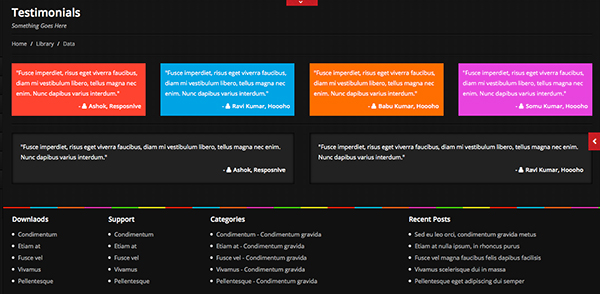 Testimonials
Something Goes Here
Home / Library / Data
"Fusce imperdiet, risus eget viverra faucibus,
diam mi vestibulum libero, tellus magna nec
enim. Nunc dapibus varius interdum."
- Ashok, Resposnive
"Fusce imperdiet, risus eget viverra faucibus,
diam mi vestibulum libero, tellus magna nec
enim. Nunc dapibus varius interdum."
- Ravi Kumar, Hoooho
"Fusce imperdiet, risus eget viverra faucibus,
diam mi vestibulum libero, tellus magna nec
enim. Nunc dapibus varius interdum."
- Babu Kumar, Hoooho
"Fusce imperdiet, risus eget viverra faucibus,
diam mi vestibulum libero, tellus magna nec
enim. Nunc dapibus varius interdum."
- Somu Kumar, Hoooho
"Fusce imperdiet, risus eget viverra faucibus, diam mi vestibulum libero, tellus magna nec enim.
Nunc dapibus varius interdum."
- Ashok, Resposnive
"Fusce imperdiet, risus eget viverra faucibus, diam mi vestibulum libero, tellus magna nec enim.
Nunc dapibus varius interdum."
- Ravi Kumar, Hoooho
Downlaods
Condimentum
Etiam at
Fusce vel
Vivamus
Pellentesque
Support
Condimentum
Etiam at
Fusce vel
Vivamus
Pellentesque
Categories
Condimentum - Condimentum gravida
Etiam at - Condimentum gravida
Fusce vel - Condimentum gravida
Vivamus - Condimentum gravida
Pellentesque - Condimentum gravida
Recent Posts
Sed eu leo orci, condimentum gravida metus
Etiam at nulla ipsum, in rhoncus purus
Fusce vel magna faucibus felis dapibus facilisis
Vivamus scelerisque dui in massa
Pellentesque eget adipiscing dui semper